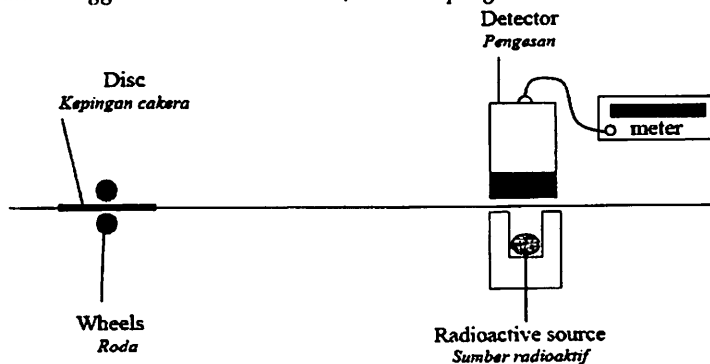 Detector
Pengesan
Disc
Kepingan cakera
meter
Wheels
Roda
Radioactive source
Sumber radioaktif